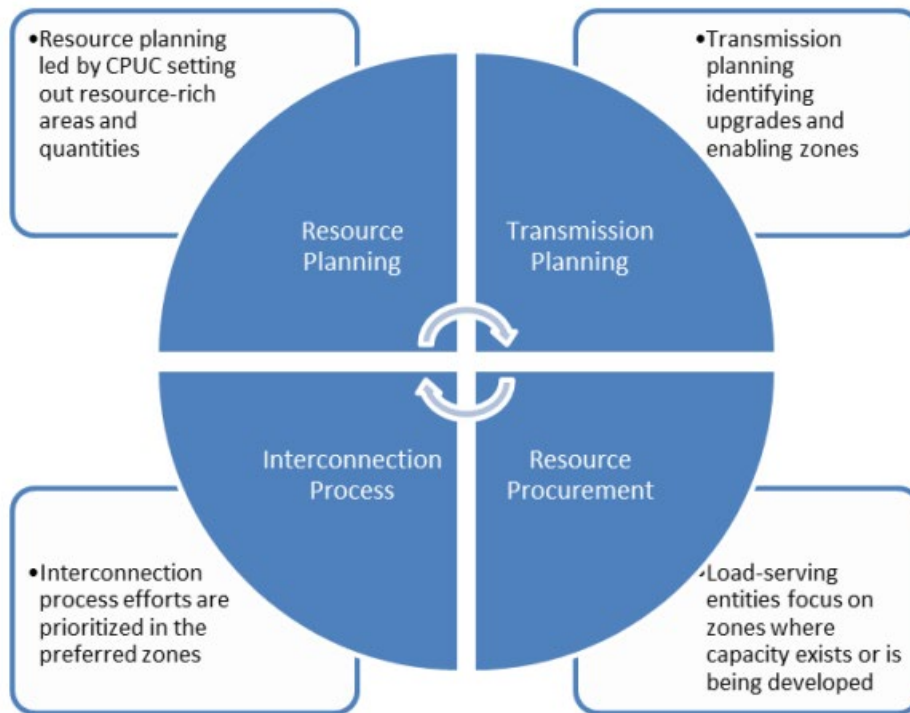 •Resource planning
led by CPUC setting
out resource-rich
areas and
quantities
•Transmission
planning
identifying
upgrades and
enabling zones
Resource
Planning
Transmission
Planning
Interconnection
Process
Resource
Procurement
•Interconnection
process efforts are
prioritized in the
preferred zones
•Load-serving
entities focus on
zones where
capacity exists or is
being developed